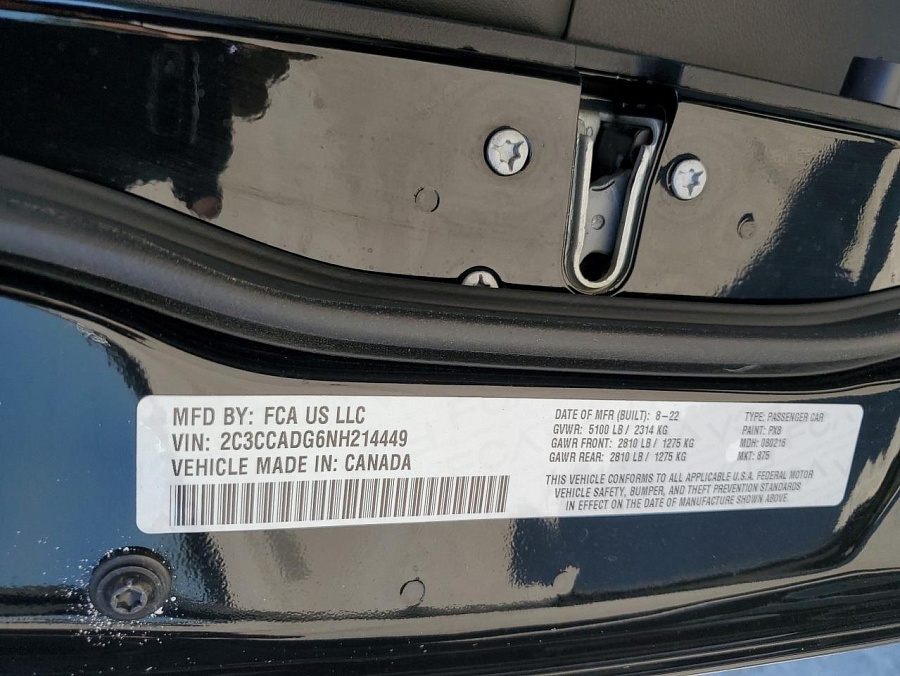 MFD BY: FCA US LLC
VIN: 2C3CCADG6NH214449
VEHICLE MADE IN: CANADA
DATE OF MFR (BUILT): 8-22
GVWR: 5100 LB / 2314 KG
GAWR FRONT: 2810 LB / 1275 KG
GAWR REAR: 2810 LB / 1275 KG
TYPE: PASSENGER CAR
PAINT: PX8
MDH: 080216
MKT: 875
THIS VEHICLE CONFORMS TO ALL APPLICABLE U.S.A. FEDERAL MOTOR
VEHICLE SAFETY, BUMPER, AND THEFT PREVENTION STANDARDS
IN EFFECT ON THE DATE OF MANUFACTURE SHOWN ABOVE.